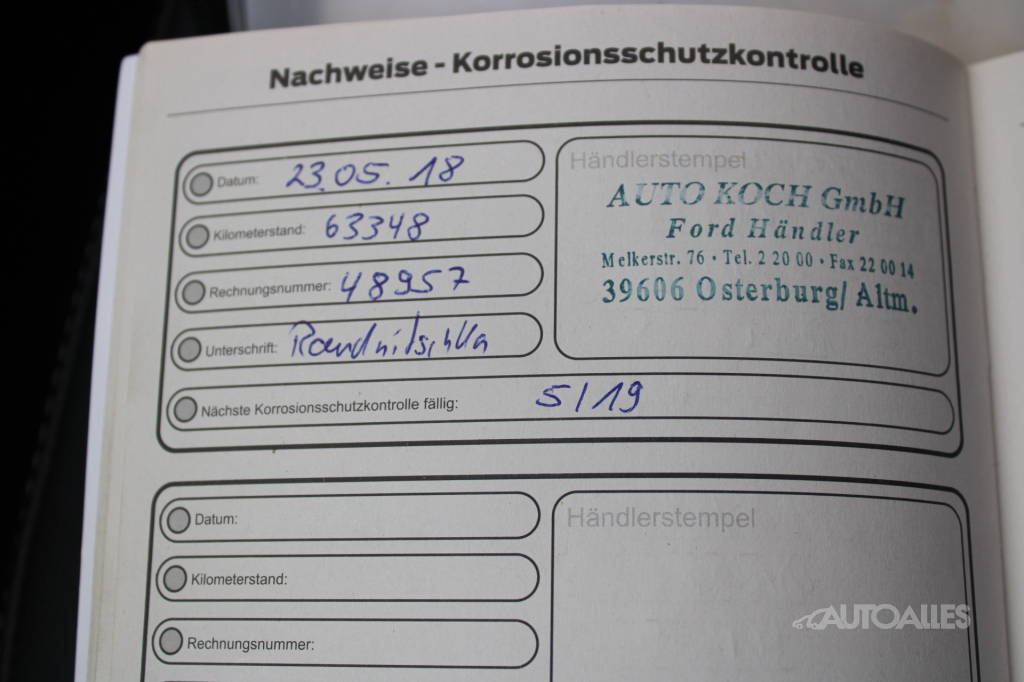 Nachweise - Korrosionsschutzkontrolle
Datum: 23.05.18
Kilometerstand: 63348
Rechnungsnummer: 48957
Unterschrift:
Händlerstempel
AUTO KOCH GmbH
Ford Händler
Melkerstr. 76 · Tel. 2 20 00 · Fax 22 00 14
39606 Osterburg/ Altm.
Nächste Korrosionsschutzkontrolle fällig: 5/19
Datum:
Kilometerstand:
Rechnungsnummer:
Händlerstempel
AUTOALLES